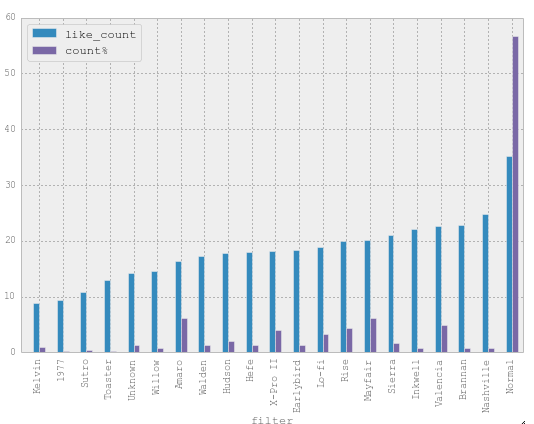 60
50
40
30
20
10
0
like_count
count%
Kelvin
1977
Sutro
Toaster
Unknown
Willow
Amaro
Walden
Hudson
Hefe
X-Pro II
Earlybird
Lo-fi
Rise
Mayfair
Sierra
Inkwell
Valencia
Brannan
Nashville
Normal
filter